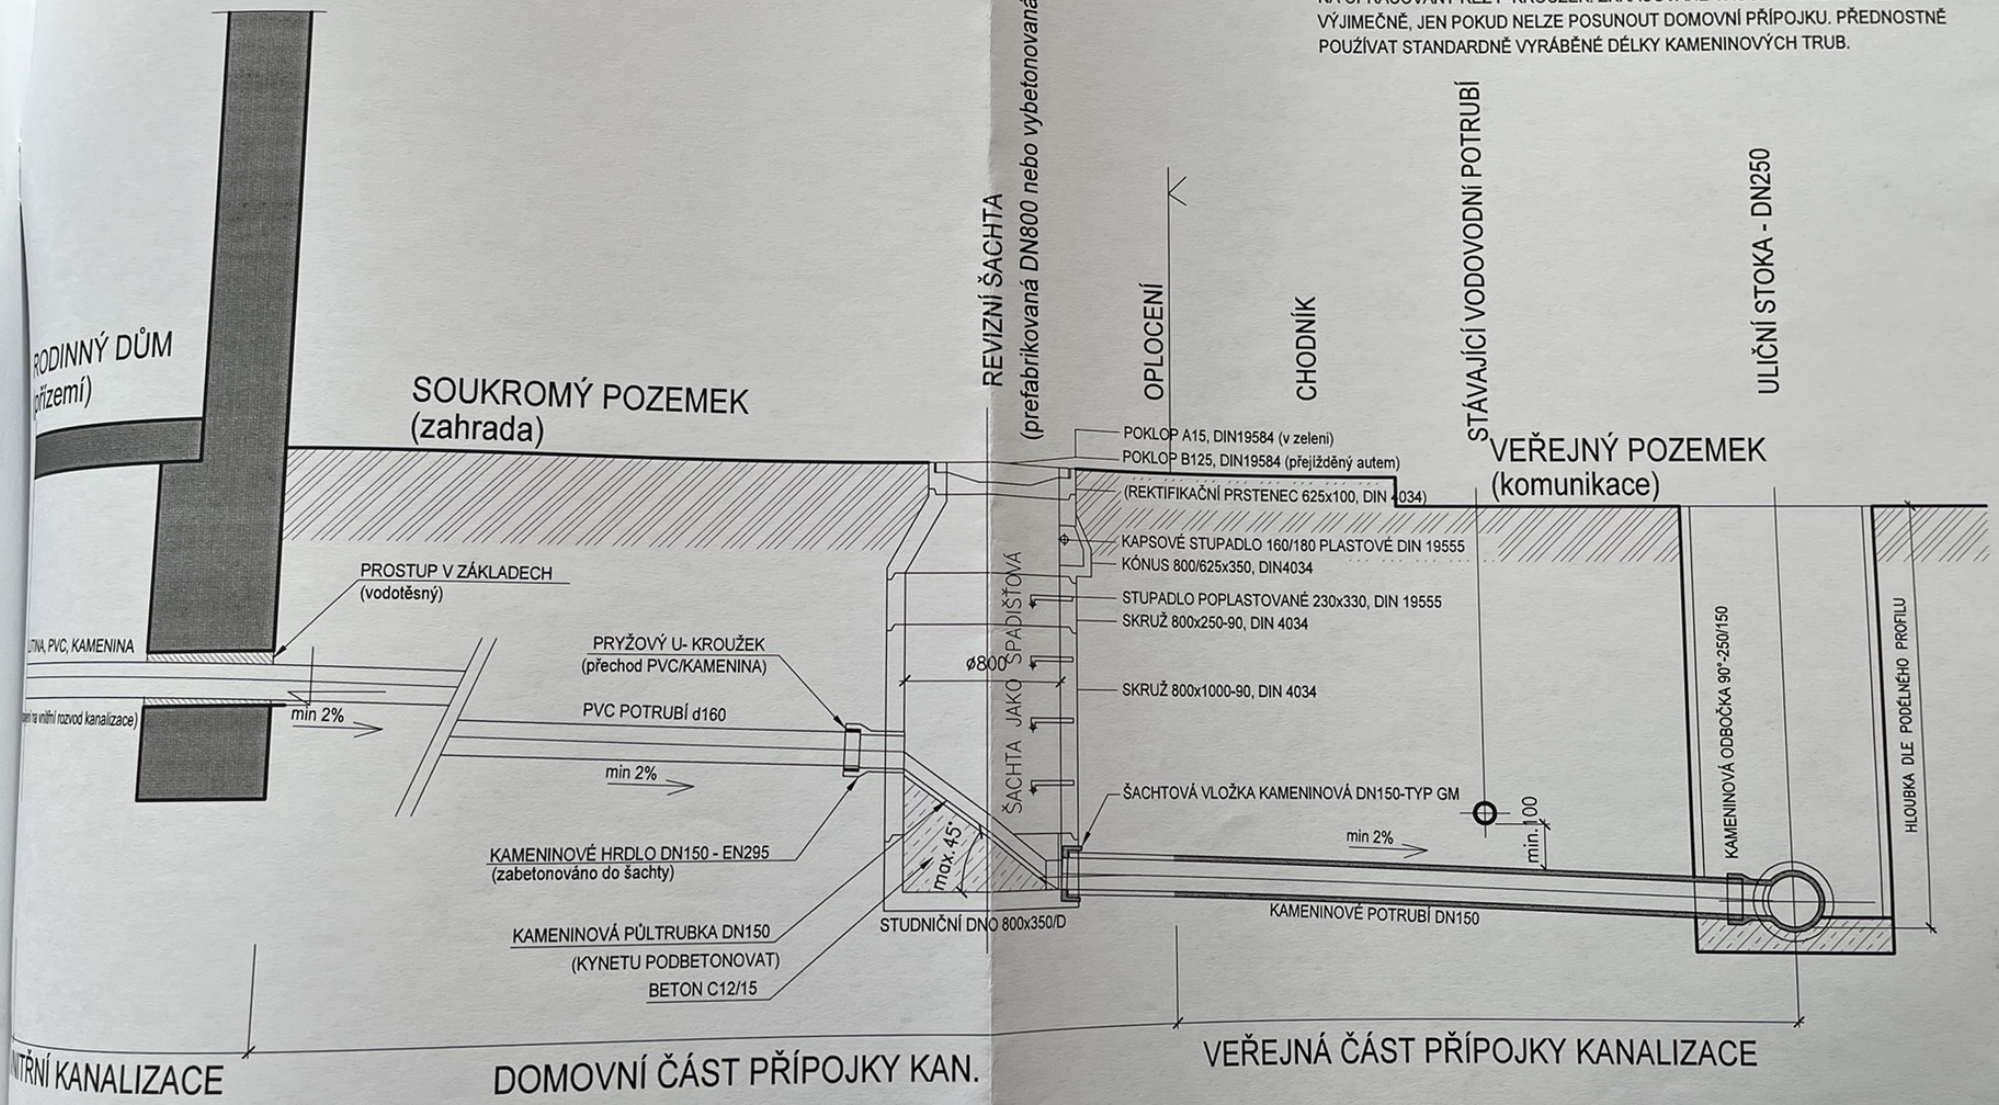 VÝJIMEČNĚ, JEN POKUD NELZE POSUNOUT DOMOVNÍ PŘÍPOJKU. PŘEDNOSTNĚ
POUŽÍVAT STANDARDNĚ VYRÁBĚNÉ DÉLKY KAMENINOVÝCH TRUB.
RODINNÝ DŮM
(přízemí)
SOUKROMÝ POZEMEK
(zahrada)
REVIZNÍ ŠACHTA
(prefabrikovaná DN800 nebo vybetonovaná
OPLOCENÍ
CHODNÍK
STÁVAJÍCÍ VODOVODNÍ POTRUBÍ
ULIČNÍ STOKA - DN250
VEŘEJNÝ POZEMEK
(komunikace)
POKLOP A15, DIN19584 (v zeleni)
POKLOP B125, DIN19584 (přejížděný autem)
(REKTIFIKAČNÍ PRSTENEC 625x100, DIN 4034)
KAPSOVÉ STUPADLO 160/180 PLASTOVÉ DIN 19555
KÓNUS 800/625x350, DIN4034
STUPADLO POPLASTOVANÉ 230x330, DIN 19555
SKRUŽ 800x250-90, DIN 4034
SKRUŽ 800x1000-90, DIN 4034
ŠACHTOVÁ VLOŽKA KAMENINOVÁ DN150-TYP GM
PROSTUP V ZÁKLADECH
(vodotěsný)
LITINA, PVC, KAMENINA
na vnitřní rozvod kanalizace)
min 2%
PRYŽOVÝ U- KROUŽEK
(přechod PVC/KAMENINA)
PVC POTRUBÍ d160
min 2%
ø800
ŠACHTA JAKO SPADIŠŤOVÁ
max.45°
KAMENINOVÉ HRDLO DN150 - EN295
(zabetonováno do šachty)
KAMENINOVÁ PŮLTRUBKA DN150
(KYNETU PODBETONOVAT)
BETON C12/15
STUDNIČNÍ DNO 800x350/D
min 2%
min.100
KAMENINOVÉ POTRUBÍ DN150
KAMENINOVÁ ODBOČKA 90°-250/150
HLOUBKA DLE PODÉLNÉHO PROFILU
VNITŘNÍ KANALIZACE
DOMOVNÍ ČÁST PŘÍPOJKY KAN.
VEŘEJNÁ ČÁST PŘÍPOJKY KANALIZACE